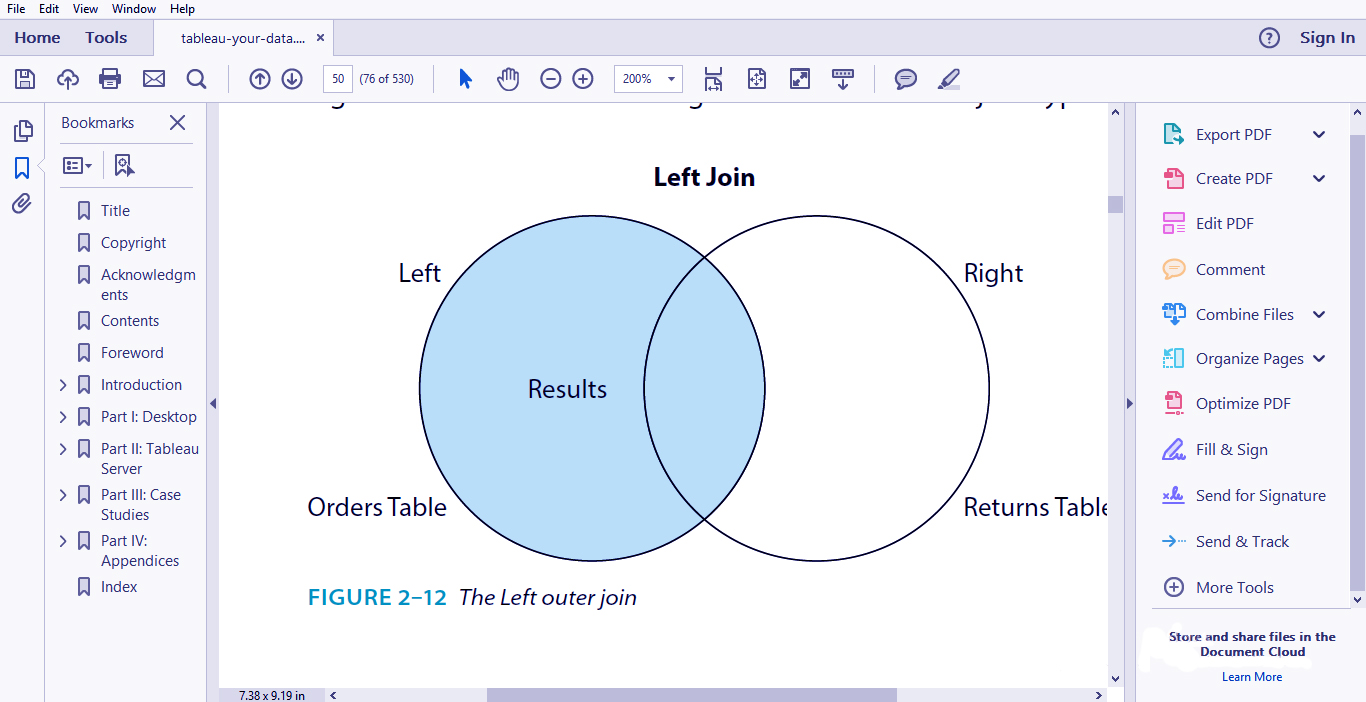 File Edit View Window Help
Home Tools tableau-your-data.... × ? Sign In
50 (76 of 530) 200%
Bookmarks
Title
Copyright
Acknowledgm
ents
Contents
Foreword
Introduction
Part I: Desktop
Part II: Tableau
Server
Part III: Case
Studies
Part IV:
Appendices
Index
Left Join
Left
Right
Results
Orders Table
Returns Table
FIGURE 2–12 The Left outer join
7.38 x 9.19 in
Export PDF
Create PDF
Edit PDF
Comment
Combine Files
Organize Pages
Optimize PDF
Fill & Sign
Send for Signature
Send & Track
More Tools
Store and share files in the
Document Cloud
Learn More